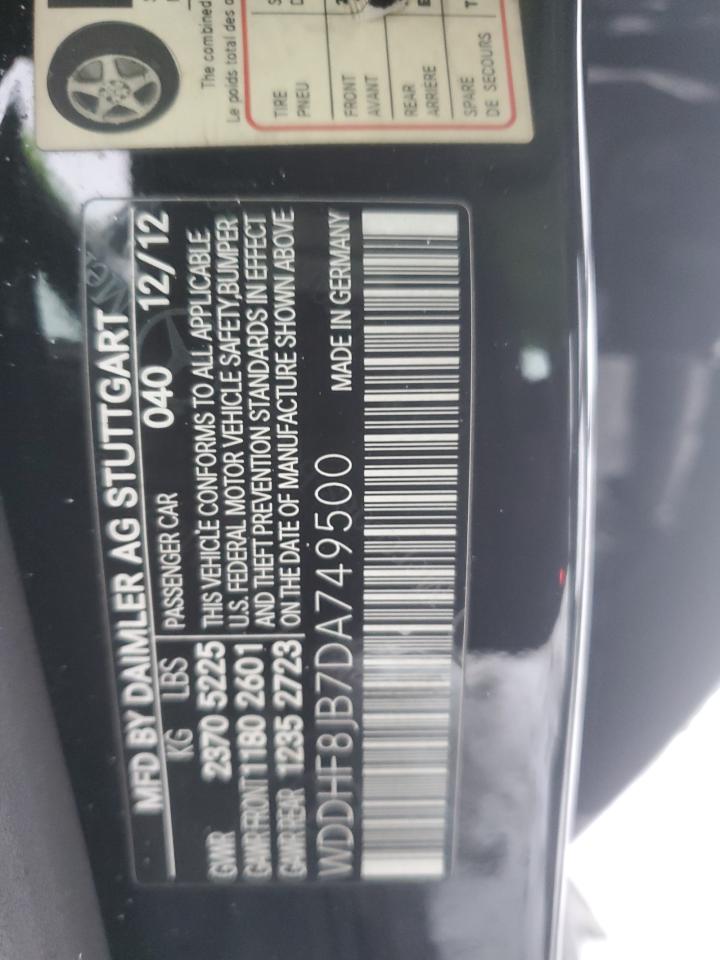 The combined
Le poids total des o
TIRE
PNEU
FRONT
AVANT
REAR
ARRIÈRE
SPARE
DE SECOURS
MFD BY DAIMLER AG STUTTGART
KG LBS PASSENGER CAR 040 12/12
GVWR 2370 5225 THIS VEHICLE CONFORMS TO ALL APPLICABLE
GAWR FRONT 1180 2601 U.S. FEDERAL MOTOR VEHICLE SAFETY,BUMPER
GAWR REAR 1235 2723 AND THEFT PREVENTION STANDARDS IN EFFECT
ON THE DATE OF MANUFACTURE SHOWN ABOVE
WDDHF8JB7DA749500 MADE IN GERMANY